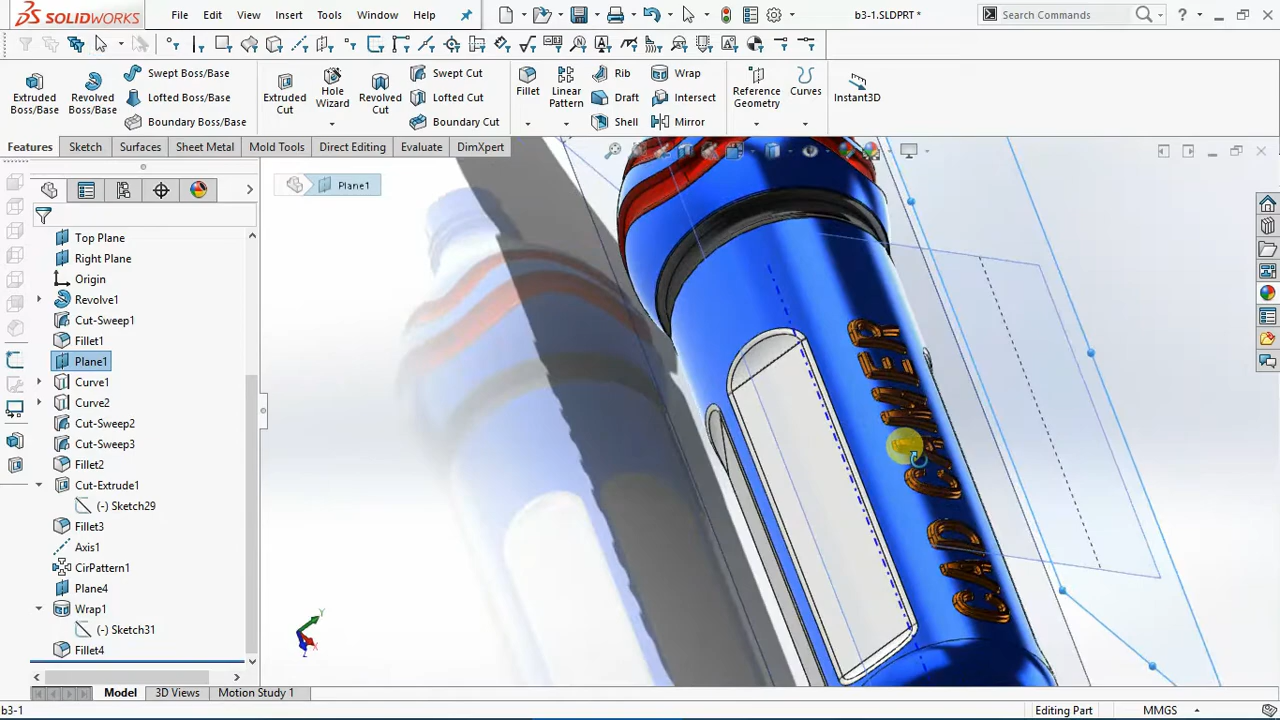 SOLIDWORKS File Edit View Insert Tools Window Help b3-1.SLDPRT * Search Commands ?
Extruded Boss/Base Revolved Boss/Base Swept Boss/Base Lofted Boss/Base Boundary Boss/Base Extruded Cut Hole Wizard Revolved Cut Swept Cut Lofted Cut Boundary Cut Fillet Linear Pattern Rib Draft Shell Wrap Intersect Mirror Reference Geometry Curves Instant3D
Features Sketch Surfaces Sheet Metal Mold Tools Direct Editing Evaluate DimXpert
Plane1
Top Plane
Right Plane
Origin
Revolve1
Cut-Sweep1
Fillet1
Plane1
Curve1
Curve2
Cut-Sweep2
Cut-Sweep3
Fillet2
Cut-Extrude1
(-) Sketch29
Fillet3
Axis1
CirPattern1
Plane4
Wrap1
(-) Sketch31
Fillet4
Y
X
Z
Model 3D Views Motion Study 1
b3-1 Editing Part MMGS